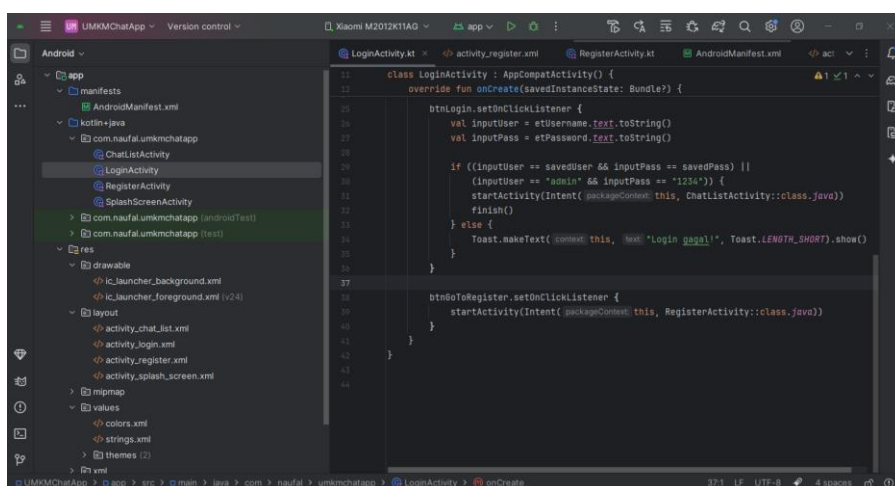 UMKMChatApp
Version control
Xiaomi M2012K11AG
app
Android
app
manifests
AndroidManifest.xml
kotlin+java
com.naufal.umkmchatapp
ChatListActivity
LoginActivity
RegisterActivity
SplashScreenActivity
com.naufal.umkmchatapp (androidTest)
com.naufal.umkmchatapp (test)
res
drawable
ic_launcher_background.xml
ic_launcher_foreground.xml (v24)
layout
activity_chat_list.xml
activity_login.xml
activity_register.xml
activity_splash_screen.xml
mipmap
values
colors.xml
strings.xml
themes (2)
xml
LoginActivity.kt
activity_register.xml
RegisterActivity.kt
AndroidManifest.xml
act
1 1
11 class LoginActivity : AppCompatActivity() {
12 override fun onCreate(savedInstanceState: Bundle?) {
25 btnLogin.setOnClickListener {
26 val inputUser = etUsername.text.toString()
27 val inputPass = etPassword.text.toString()
28
29 if ((inputUser == savedUser && inputPass == savedPass) ||
30 (inputUser == "admin" && inputPass == "1234")) {
31 startActivity(Intent( packageContext: this, ChatListActivity::class.java))
32 finish()
33 } else {
34 Toast.makeText( context: this, text: "Login gagal!", Toast.LENGTH_SHORT).show()
35 }
36 }
37
38 btnGoToRegister.setOnClickListener {
39 startActivity(Intent( packageContext: this, RegisterActivity::class.java))
40 }
41 }
42 }
43
44
UMKMChatApp > app > src > main > java > com > naufal > umkmchatapp > LoginActivity > onCreate
37:1 LF UTF-8 4 spaces